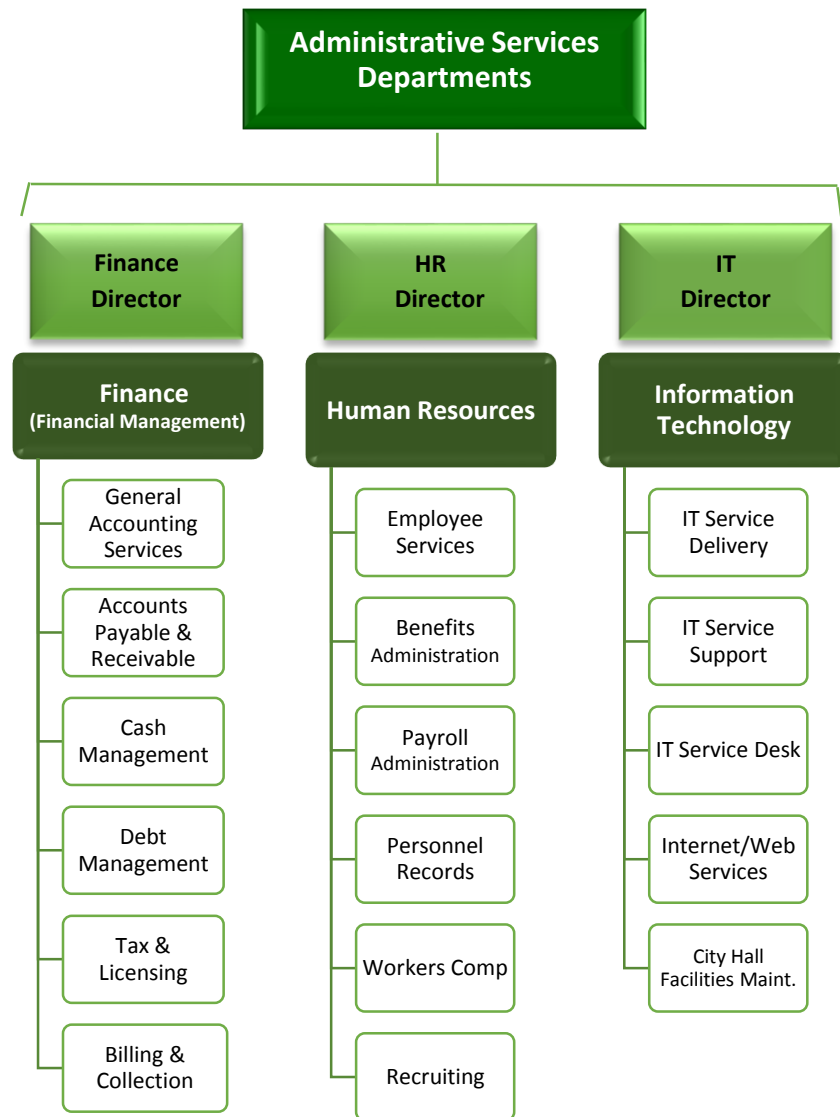 Administrative Services
Departments
Finance
Director
HR
Director
IT
Director
Finance
(Financial Management)
Human Resources
Information
Technology
General
Accounting
Services
Accounts
Payable &
Receivable
Cash
Management
Debt
Management
Tax &
Licensing
Billing &
Collection
Employee
Services
Benefits
Administration
Payroll
Administration
Personnel
Records
Workers Comp
Recruiting
IT Service
Delivery
IT Service
Support
IT Service Desk
Internet/Web
Services
City Hall
Facilities Maint.